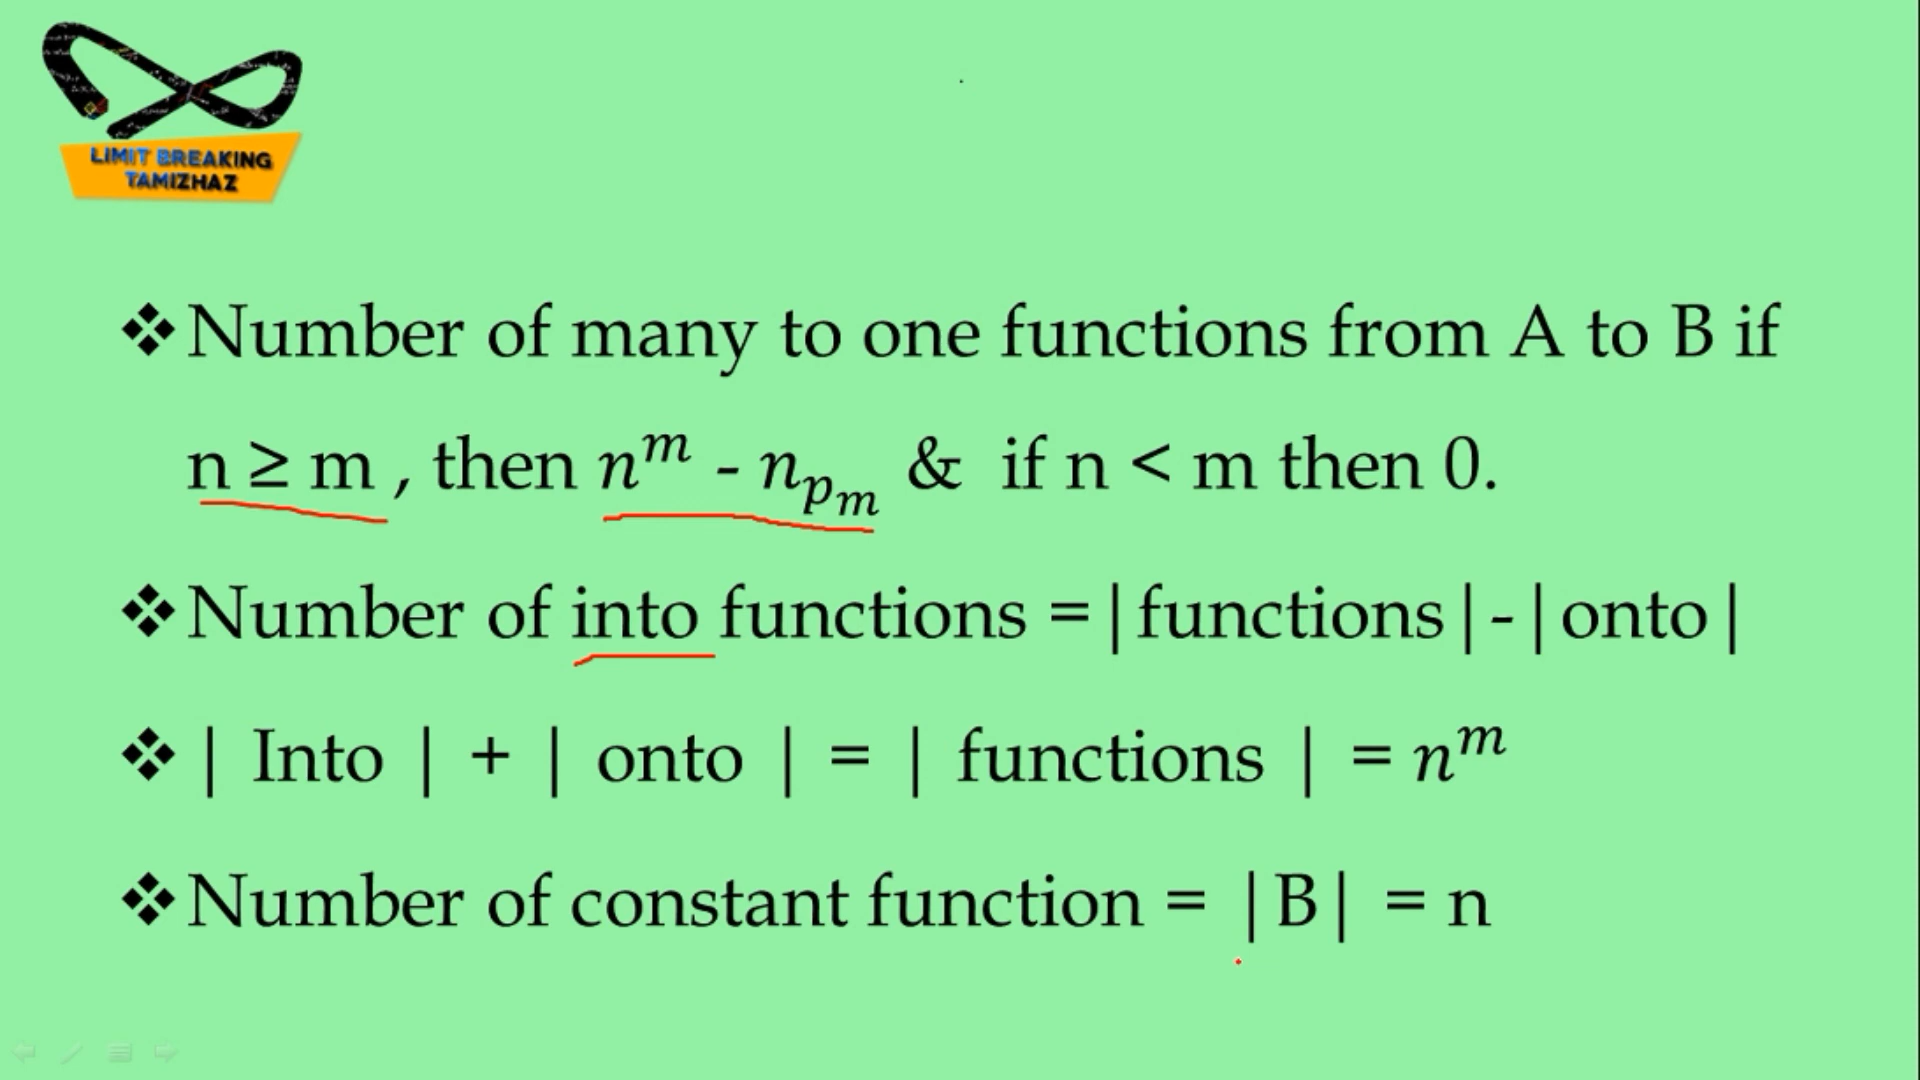 LIMIT BREAKING
TAMIZHAZ
❖Number of many to one functions from A to B if
n ≥ m , then n^m - n_{p_m} & if n < m then 0.
❖Number of into functions =|functions|-|onto|
❖| Into | + | onto | = | functions | = n^m
❖Number of constant function = |B| = n